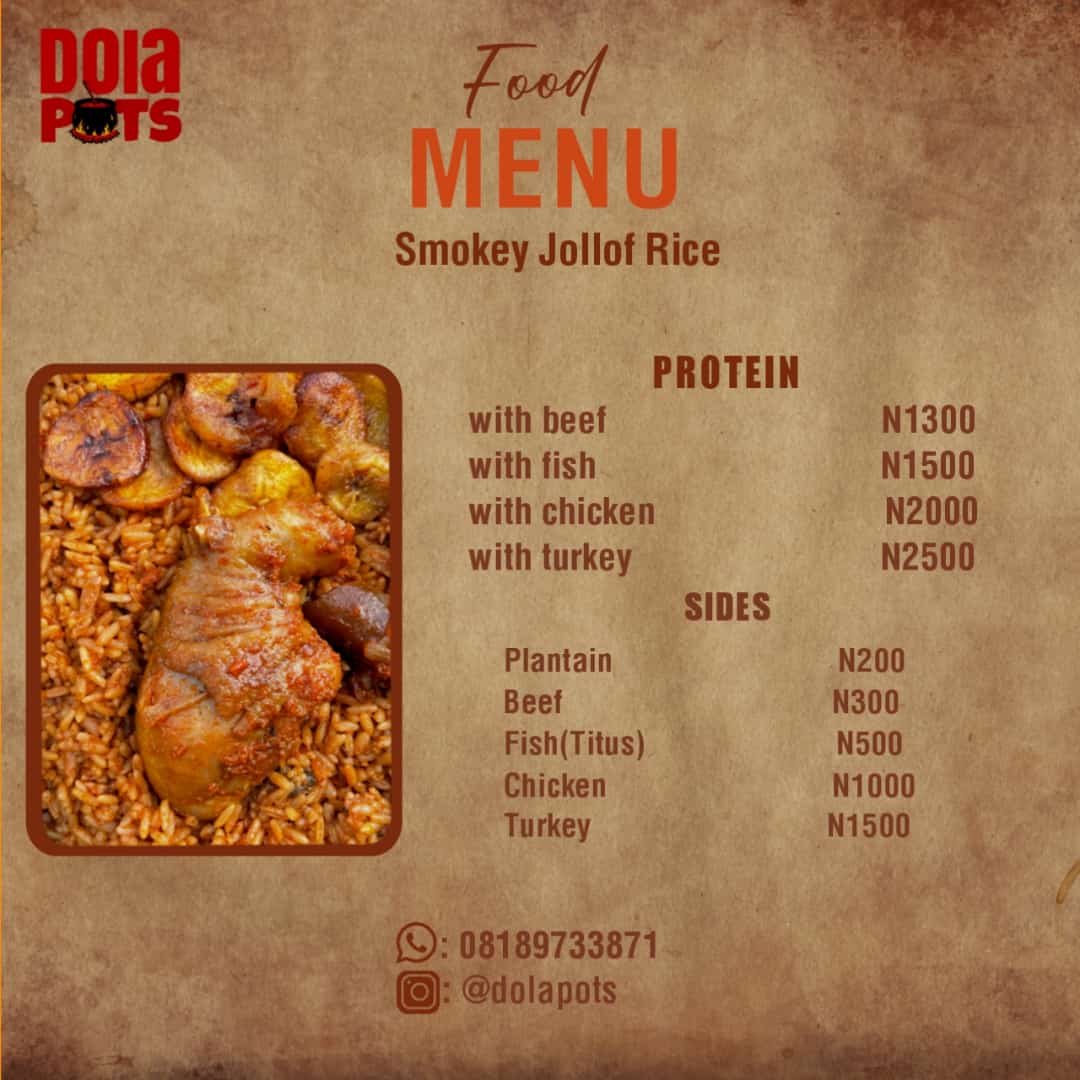 Dola
POTS
Food
MENU
Smokey Jollof Rice
PROTEIN
with beef N1300
with fish N1500
with chicken N2000
with turkey N2500
SIDES
Plantain N200
Beef N300
Fish(Titus) N500
Chicken N1000
Turkey N1500
: 08189733871
: @dolapots